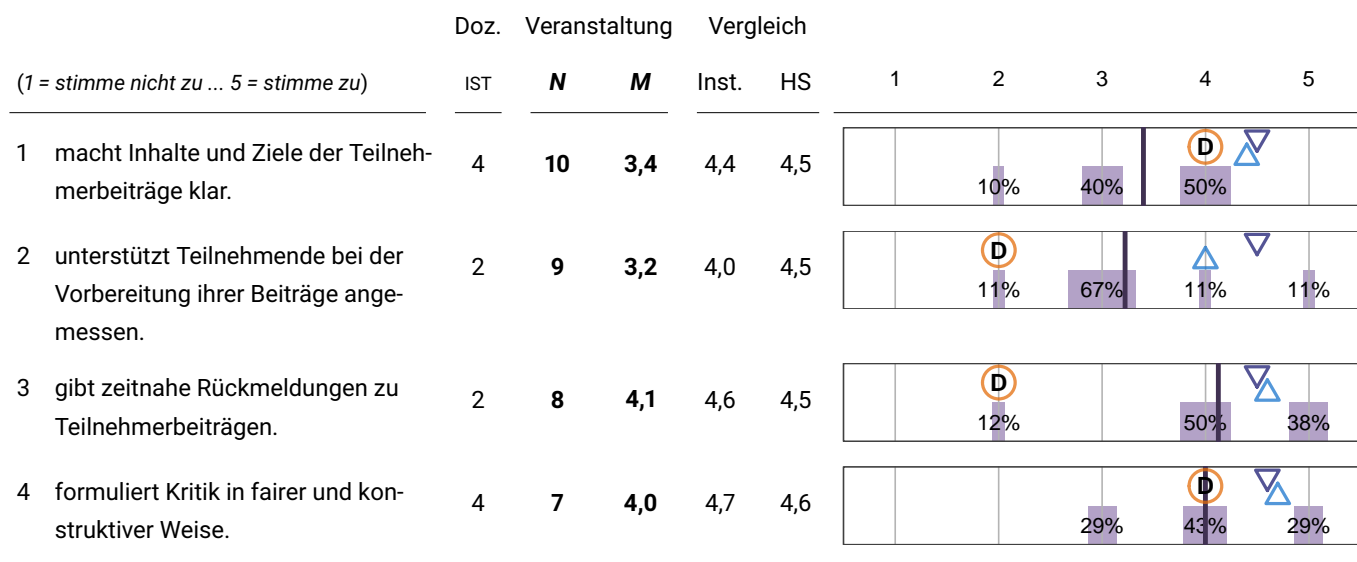 Doz. Veranstaltung Vergleich
(1 = stimme nicht zu ... 5 = stimme zu) IST N M Inst. HS 1 2 3 4 5
1 macht Inhalte und Ziele der Teilneh- 4 10 3,4 4,4 4,5 D
merbeiträge klar. 10% 40% 50%
2 unterstützt Teilnehmende bei der 2 9 3,2 4,0 4,5 D
Vorbereitung ihrer Beiträge ange- 11% 67% 11% 11%
messen.
3 gibt zeitnahe Rückmeldungen zu 2 8 4,1 4,6 4,5 D
Teilnehmerbeiträgen. 12% 50% 38%
4 formuliert Kritik in fairer und kon- 4 7 4,0 4,7 4,6 D
struktiver Weise. 29% 43% 29%